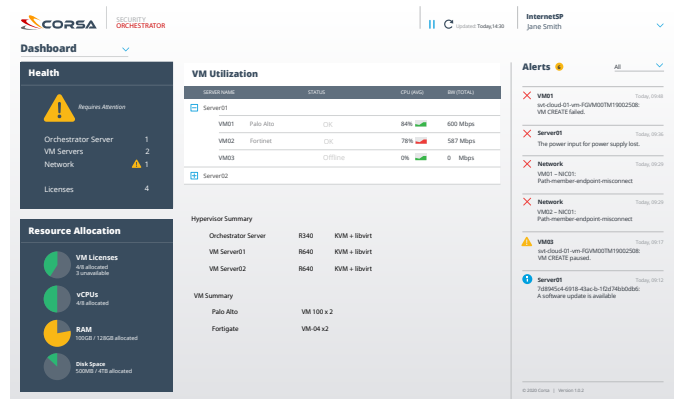 CORSA
SECURITY
ORCHESTRATOR
updated: Today, 14:30
InternetSP
Jane Smith
Dashboard
Health
Requires Attention
Orchestrator Server 1
VM Servers 2
Network 1
Licenses 4
Resource Allocation
VM Licenses
4/8 allocated
3 unavailable
vCPUs
4/8 allocated
RAM
100GB / 128GB allocated
Disk Space
500MB / 4TB allocated
VM Utilization
SERVER NAME STATUS CPU (AVG) BW (TOTAL)
Server01
VM01 Palo Alto OK 84% 600 Mbps
VM02 Fortinet OK 78% 587 Mbps
VM03 Offline 0% 0 Mbps
Server02
Hypervisor Summary
Orchestrator Server R340 KVM + libvirt
VM Server01 R640 KVM + libvirt
VM Server02 R640 KVM + libvirt
VM Summary
Palo Alto VM 100 x 2
Fortigate VM-04 x2
Alerts 6 All
VM01 Today, 09:48
svt-cloud-01-vm-FGVM00TM19002508:
VM CREATE failed.
Server01 Today, 09:36
The power input for power supply lost.
Network Today, 09:29
VM01 – NIC01:
Path-member-endpoint-misconnect
Network Today, 09:29
VM02 – NIC01:
Path-member-endpoint-misconnect
VM03 Today, 09:17
svt-cloud-01-vm-FGVM00TM19002508:
VM CREATE paused.
Server01 Today, 09:12
7d8945c4-6918-43ac-b-1f2d74bb0db6:
A software update is available
© 2020 Corsa | Version 1.6.2